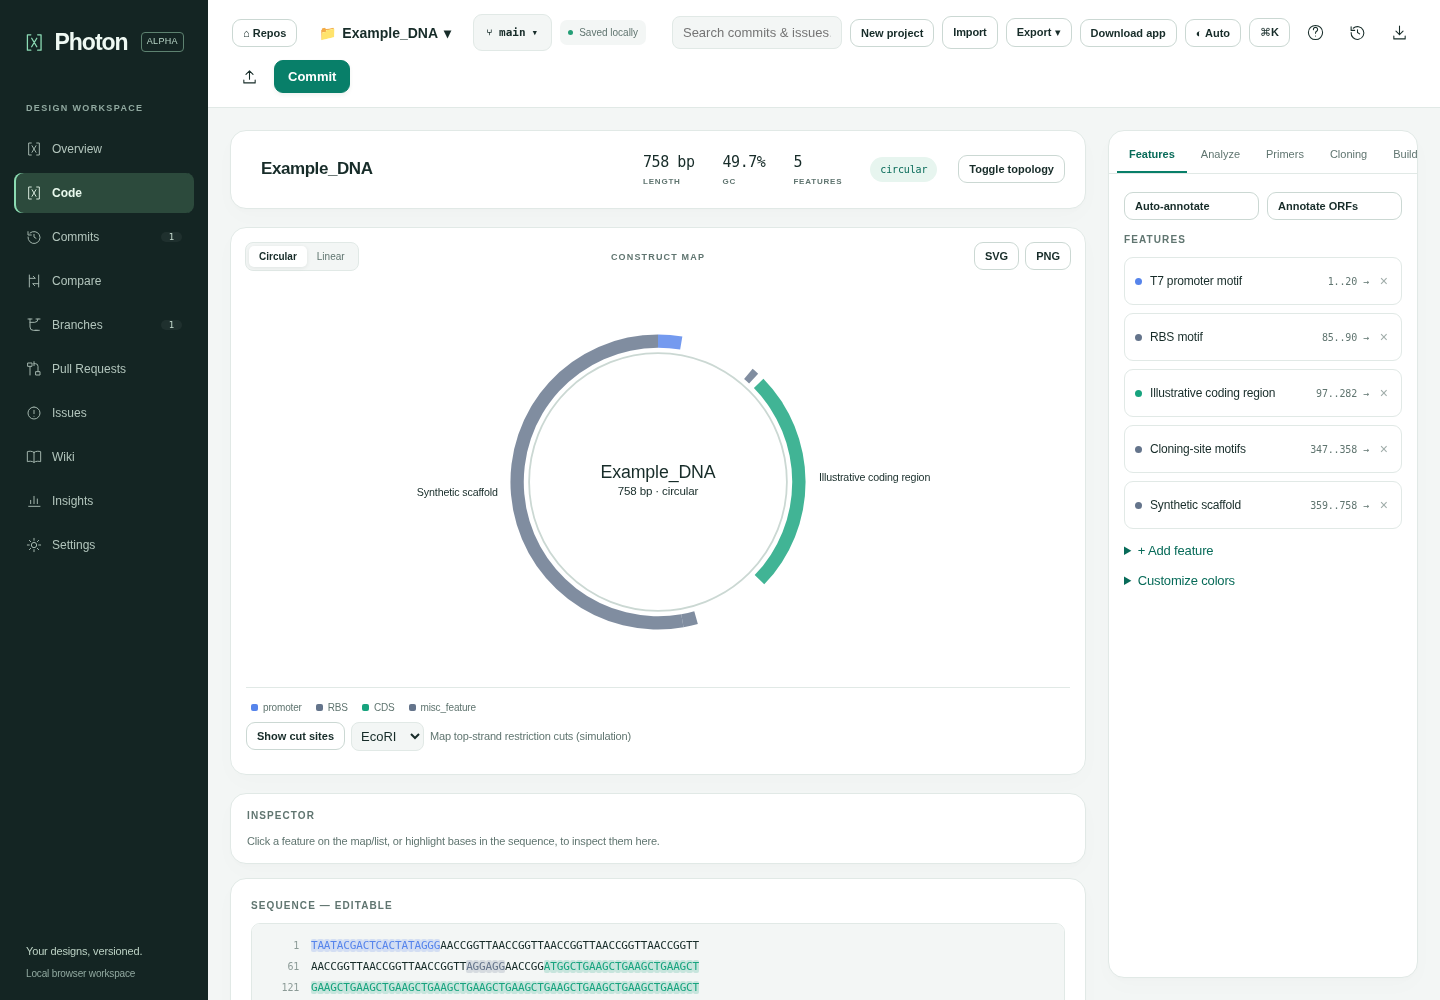 Photon ALPHA
DESIGN WORKSPACE
Overview
Code
Commits 1
Compare
Branches 1
Pull Requests
Issues
Wiki
Insights
Settings
Your designs, versioned.
Local browser workspace
⌂ Repos 📁 Example_DNA ▾ ⑂ main ▾ Saved locally Search commits & issues New project Import Export ▾ Download app Auto ⌘K
Commit
Example_DNA
758 bp 49.7% 5 circular Toggle topology
LENGTH GC FEATURES
Circular Linear CONSTRUCT MAP SVG PNG
Example_DNA
758 bp · circular
Synthetic scaffold
Illustrative coding region
promoter RBS CDS misc_feature
Show cut sites EcoRI Map top-strand restriction cuts (simulation)
INSPECTOR
Click a feature on the map/list, or highlight bases in the sequence, to inspect them here.
SEQUENCE — EDITABLE
1 TAATACGACTCACTATAGGGAACCGGTTAACCGGTTAACCGGTTAACCGGTTAACCGGTT
61 AACCGGTTAACCGGTTAACCGGTTAGGAGGAACCGGATGGCTGAAGCTGAAGCTGAAGCT
121 GAAGCTGAAGCTGAAGCTGAAGCTGAAGCTGAAGCTGAAGCTGAAGCTGAAGCTGAAGCT
Features Analyze Primers Cloning Build
Auto-annotate Annotate ORFs
FEATURES
T7 promoter motif 1..20 → ×
RBS motif 85..90 → ×
Illustrative coding region 97..282 → ×
Cloning-site motifs 347..358 → ×
Synthetic scaffold 359..758 → ×
▶ + Add feature
▶ Customize colors